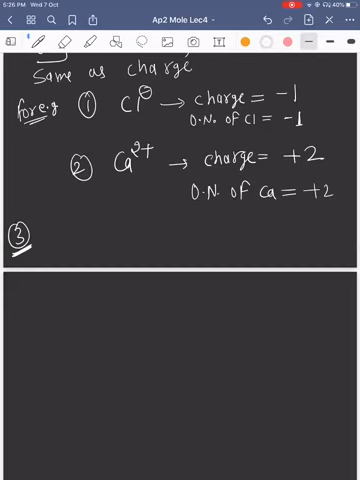 5:26 PM Wed 7 Oct
40%
Ap2 Mole Lec4
Same as charge
for e.g ① Cl⊖ → charge = -1
O.N. of Cl = -1
② Ca²⁺ → charge = +2
O.N. of Ca = +2
③